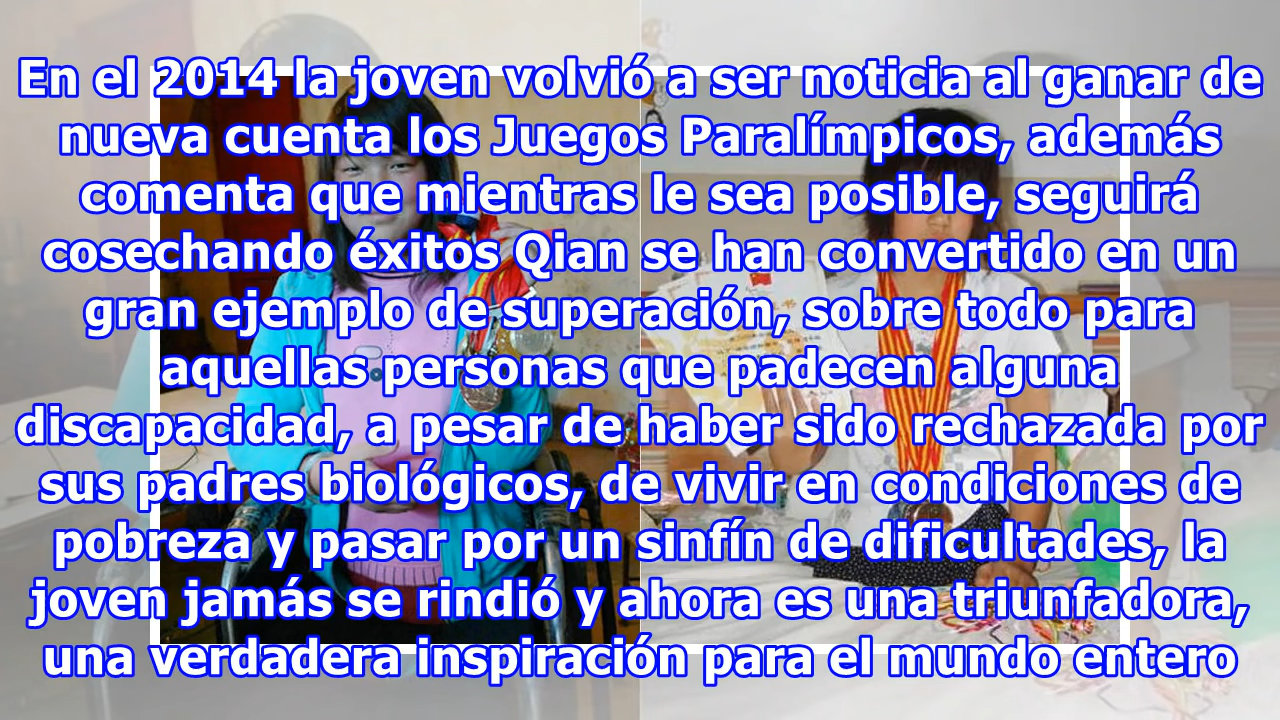 En el 2014 la joven volvió a ser noticia al ganar de
nueva cuenta los Juegos Paralímpicos, además
comenta que mientras le sea posible, seguirá
cosechando éxitos Qian se han convertido en un
gran ejemplo de superación, sobre todo para
aquellas personas que padecen alguna
discapacidad, a pesar de haber sido rechazada por
sus padres biológicos, de vivir en condiciones de
pobreza y pasar por un sinfín de dificultades, la
joven jamás se rindió y ahora es una triunfadora,
una verdadera inspiración para el mundo entero